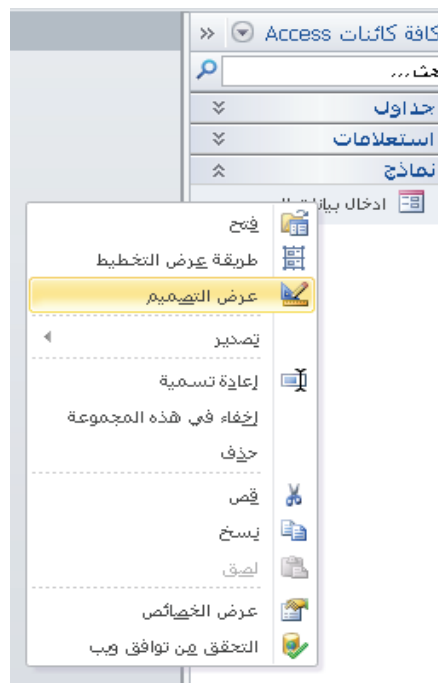 كافة كائنات Access
جداول
استعلامات
نماذج
ادخال
فتح
طريقة عرض التخطيط
عرض التصميم
تصدير
إعادة تسمية
إخفاء في هذه المجموعة
حذف
قص
نسخ
لصق
عرض الخصائص
التحقق من توافق ويب